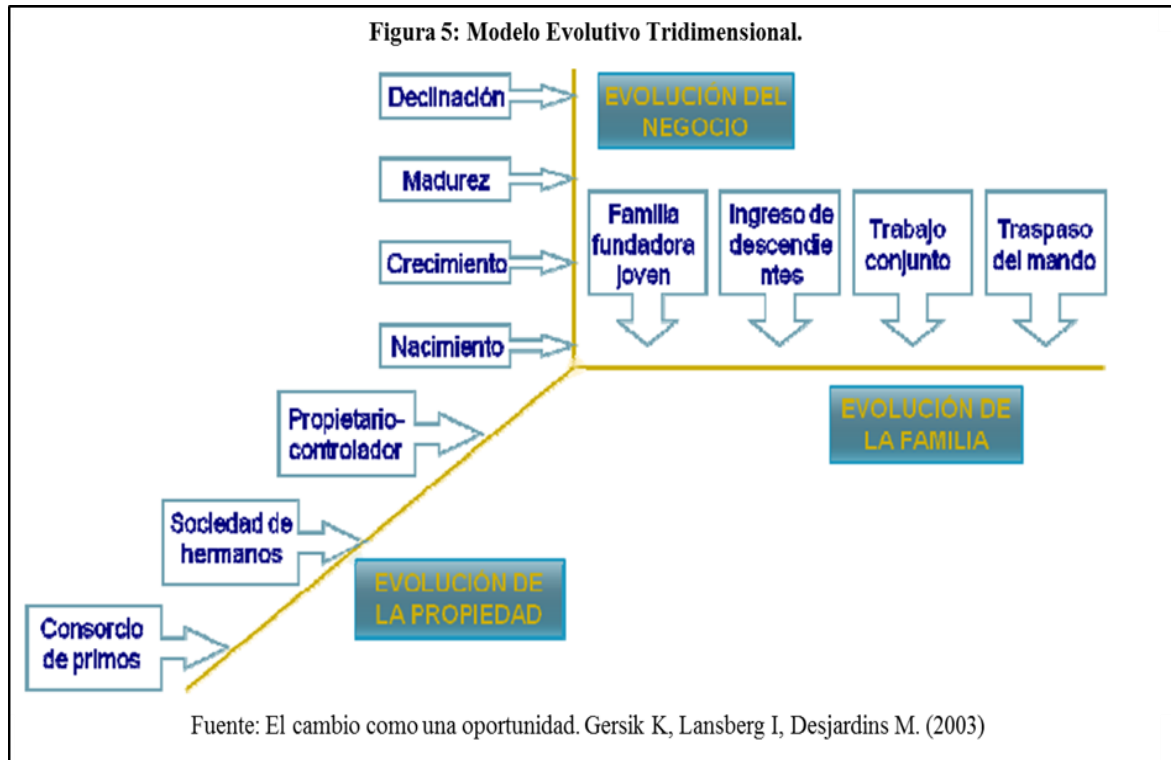 Figura 5: Modelo Evolutivo Tridimensional.
Declinación
EVOLUCIÓN DEL
NEGOCIO
Madurez
Familia
fundadora
joven
Ingreso de
descendie
ntes
Trabajo
conjunto
Traspaso
del mando
Crecimiento
Nacimiento
Propietario-
controlador
EVOLUCIÓN DE
LA FAMILIA
Sociedad de
hermanos
EVOLUCIÓN DE
LA PROPIEDAD
Consorcio
de primos
Fuente: El cambio como una oportunidad. Gersik K, Lansberg I, Desjardins M. (2003)